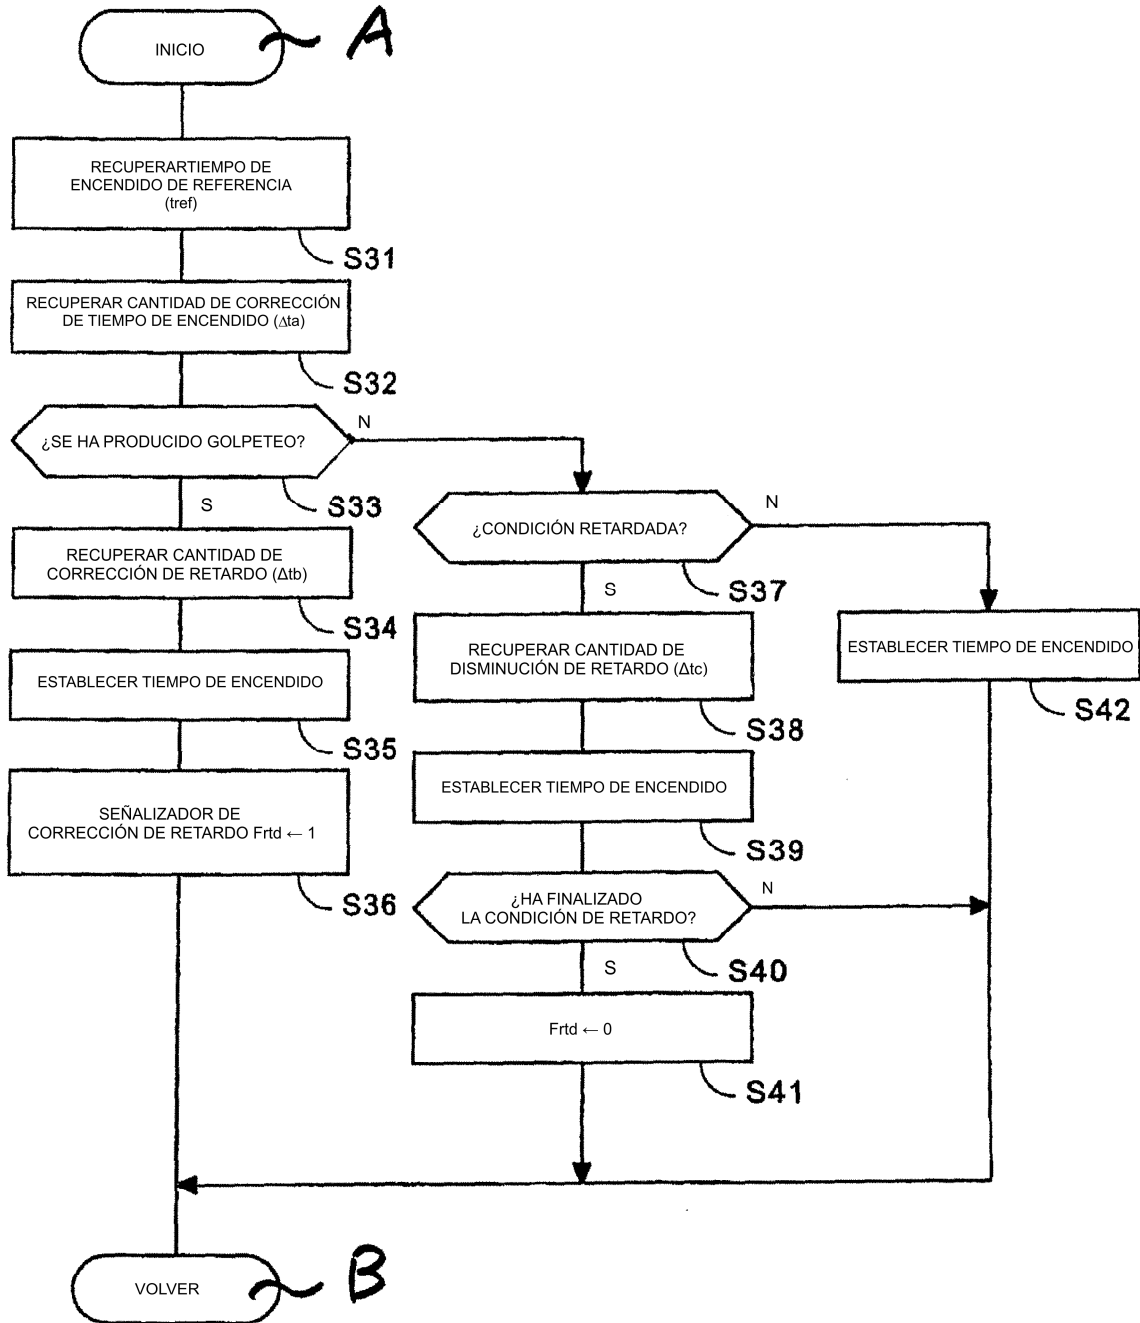 INICIO
A
RECUPERARTIEMPO DE
ENCENDIDO DE REFERENCIA
(tref)
S31
RECUPERAR CANTIDAD DE CORRECCIÓN
DE TIEMPO DE ENCENDIDO (Δta)
S32
¿SE HA PRODUCIDO GOLPETEO?
N
S33
S
RECUPERAR CANTIDAD DE
CORRECCIÓN DE RETARDO (Δtb)
S34
ESTABLECER TIEMPO DE ENCENDIDO
S35
SEÑALIZADOR DE
CORRECCIÓN DE RETARDO Frtd ← 1
S36
¿CONDICIÓN RETARDADA?
N
S37
S
RECUPERAR CANTIDAD DE
DISMINUCIÓN DE RETARDO (Δtc)
S38
ESTABLECER TIEMPO DE ENCENDIDO
S39
¿HA FINALIZADO
LA CONDICIÓN DE RETARDO?
N
S40
S
Frtd ← 0
S41
ESTABLECER TIEMPO DE ENCENDIDO
S42
VOLVER
B